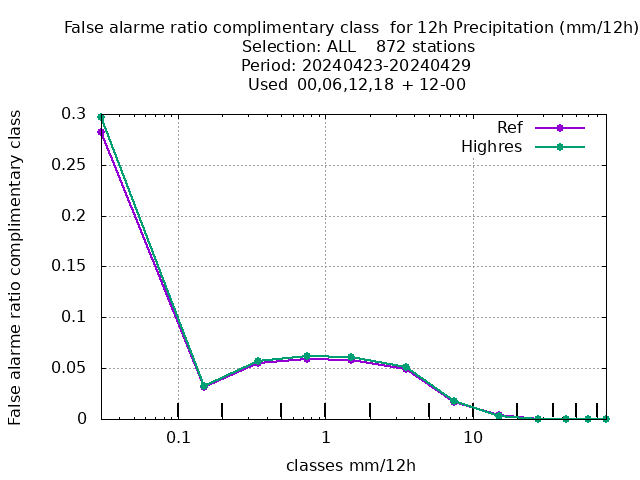 False alarme ratio complimentary class  for 12h Precipitation (mm/12h)
Selection: ALL    872 stations
Period: 20240423-20240429
Used  00,06,12,18  + 12-00
False alarme ratio complimentary class
0.3
0.25
0.2
0.15
0.1
0.05
0
Ref
Highres
0.1
1
10
classes mm/12h